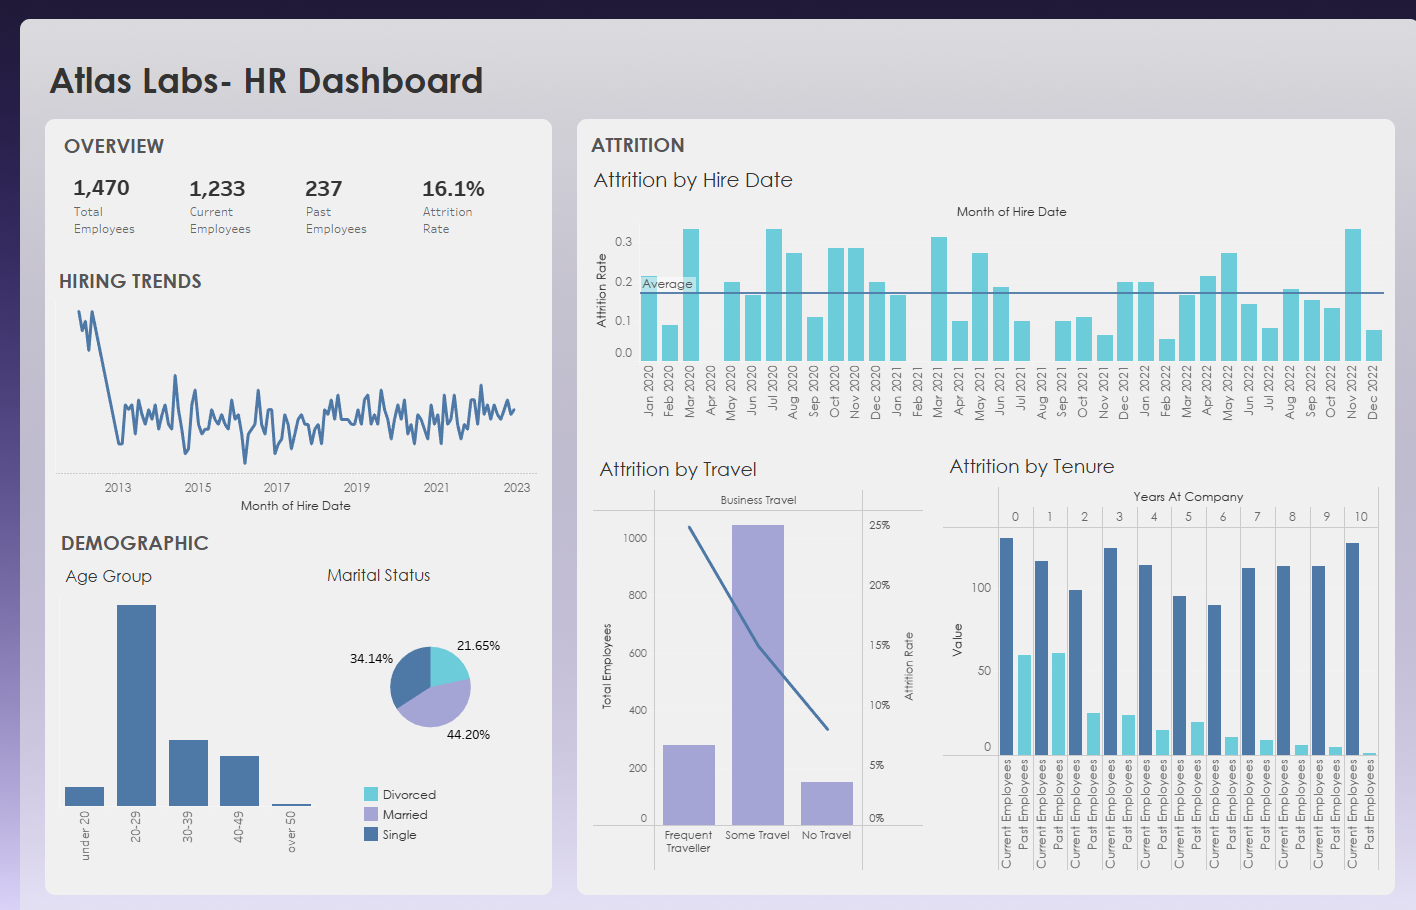 Atlas Labs- HR Dashboard
OVERVIEW
1,470
Total
Employees
1,233
Current
Employees
237
Past
Employees
16.1%
Attrition
Rate
HIRING TRENDS
2013 2015 2017 2019 2021 2023
Month of Hire Date
DEMOGRAPHIC
Age Group
under 20
20-29
30-39
40-49
over 50
Marital Status
34.14%
21.65%
44.20%
Divorced
Married
Single
ATTRITION
Attrition by Hire Date
Month of Hire Date
Attrition Rate
0.3
0.2
0.1
0.0
Average
Jan 2020
Feb 2020
Mar 2020
Apr 2020
May 2020
Jun 2020
Jul 2020
Aug 2020
Sep 2020
Oct 2020
Nov 2020
Dec 2020
Jan 2021
Feb 2021
Mar 2021
Apr 2021
May 2021
Jun 2021
Jul 2021
Aug 2021
Sep 2021
Oct 2021
Nov 2021
Dec 2021
Jan 2022
Feb 2022
Mar 2022
Apr 2022
May 2022
Jun 2022
Jul 2022
Aug 2022
Sep 2022
Oct 2022
Nov 2022
Dec 2022
Attrition by Travel
Business Travel
Total Employees
1000
800
600
400
200
0
25%
20%
15%
10%
5%
0%
Attrition Rate
Frequent
Traveller
Some Travel
No Travel
Attrition by Tenure
Years At Company
0 1 2 3 4 5 6 7 8 9 10
Value
100
50
0
Current Employees
Past Employees
Current Employees
Past Employees
Current Employees
Past Employees
Current Employees
Past Employees
Current Employees
Past Employees
Current Employees
Past Employees
Current Employees
Past Employees
Current Employees
Past Employees
Current Employees
Past Employees
Current Employees
Past Employees
Current Employees
Past Employees